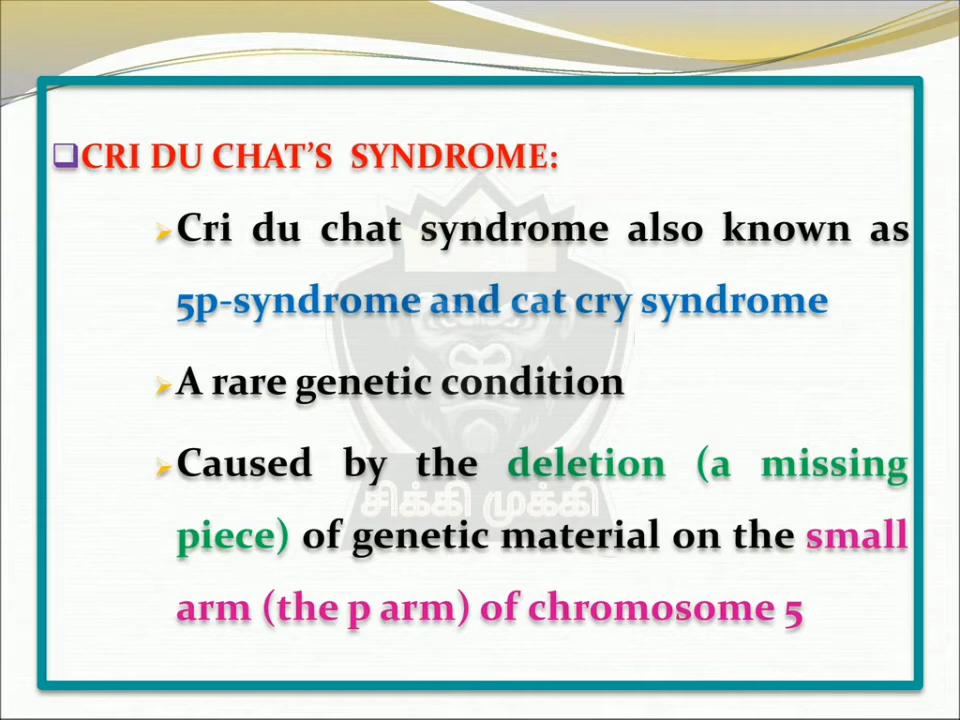 CRI DU CHAT’S SYNDROME:
Cri du chat syndrome also known as
5p-syndrome and cat cry syndrome
A rare genetic condition
Caused by the deletion (a missing
சிக்கி முக்கி
piece) of genetic material on the small
arm (the p arm) of chromosome 5